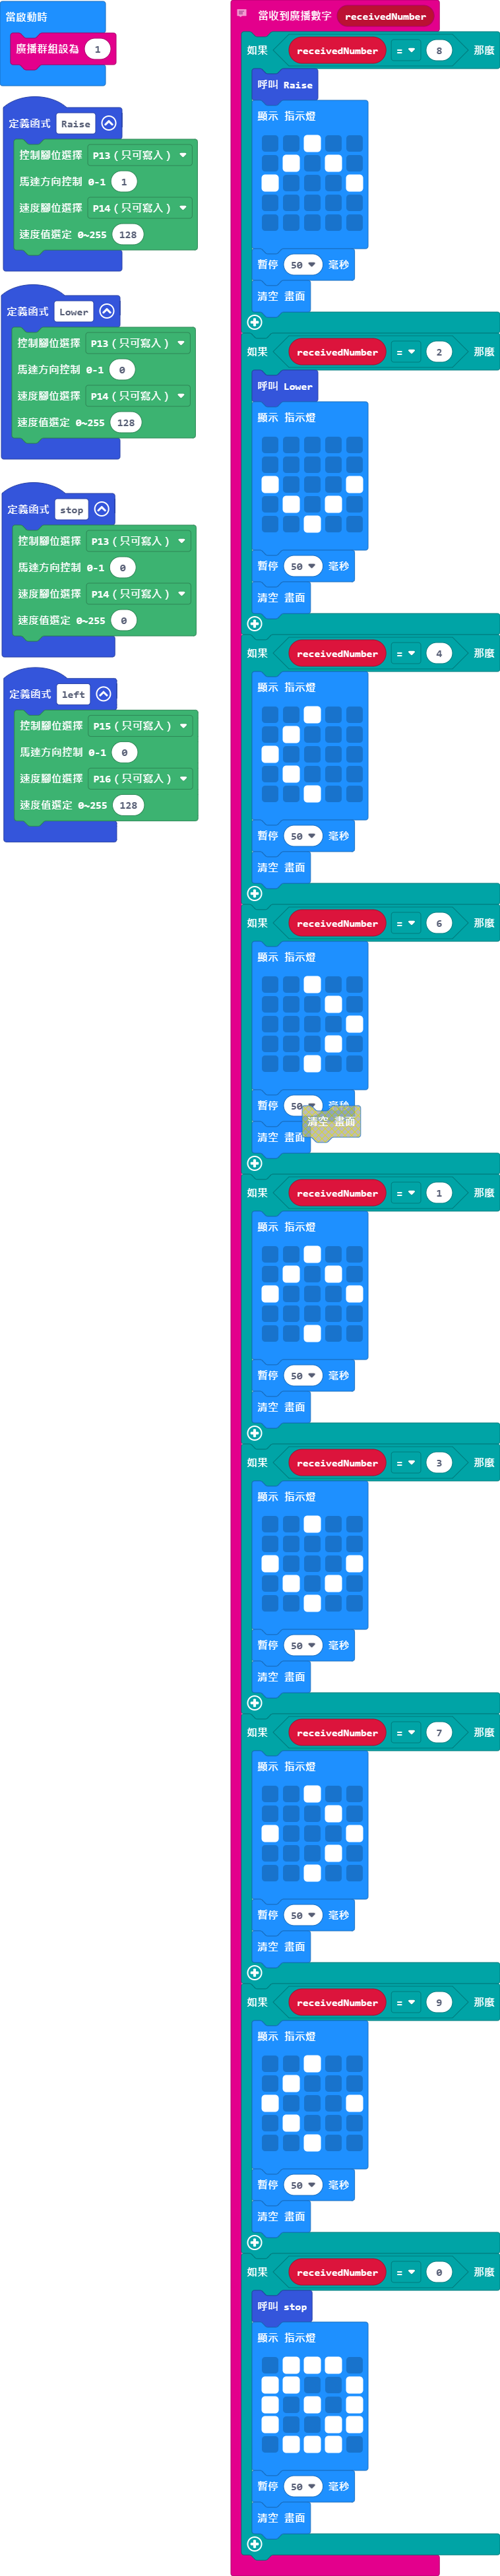 當啟動時
廣播群組設為 1
定義函式 Raise
控制腳位選擇 P13 ( 只可寫入 )
馬達方向控制 0-1 1
速度腳位選擇 P14 ( 只可寫入 )
速度值選定 0~255 128
定義函式 Lower
控制腳位選擇 P13 ( 只可寫入 )
馬達方向控制 0-1 0
速度腳位選擇 P14 ( 只可寫入 )
速度值選定 0~255 128
定義函式 stop
控制腳位選擇 P13 ( 只可寫入 )
馬達方向控制 0-1 0
速度腳位選擇 P14 ( 只可寫入 )
速度值選定 0~255 0
定義函式 left
控制腳位選擇 P15 ( 只可寫入 )
馬達方向控制 0-1 0
速度腳位選擇 P16 ( 只可寫入 )
速度值選定 0~255 128
當收到廣播數字 receivedNumber
如果 receivedNumber = 8 那麼
呼叫 Raise
顯示 指示燈
暫停 50 毫秒
清空 畫面
如果 receivedNumber = 2 那麼
呼叫 Lower
顯示 指示燈
暫停 50 毫秒
清空 畫面
如果 receivedNumber = 4 那麼
顯示 指示燈
暫停 50 毫秒
清空 畫面
如果 receivedNumber = 6 那麼
顯示 指示燈
暫停 50 毫秒
清空 畫面
清空 畫面
如果 receivedNumber = 1 那麼
顯示 指示燈
暫停 50 毫秒
清空 畫面
如果 receivedNumber = 3 那麼
顯示 指示燈
暫停 50 毫秒
清空 畫面
如果 receivedNumber = 7 那麼
顯示 指示燈
暫停 50 毫秒
清空 畫面
如果 receivedNumber = 9 那麼
顯示 指示燈
暫停 50 毫秒
清空 畫面
如果 receivedNumber = 0 那麼
呼叫 stop
顯示 指示燈
暫停 50 毫秒
清空 畫面